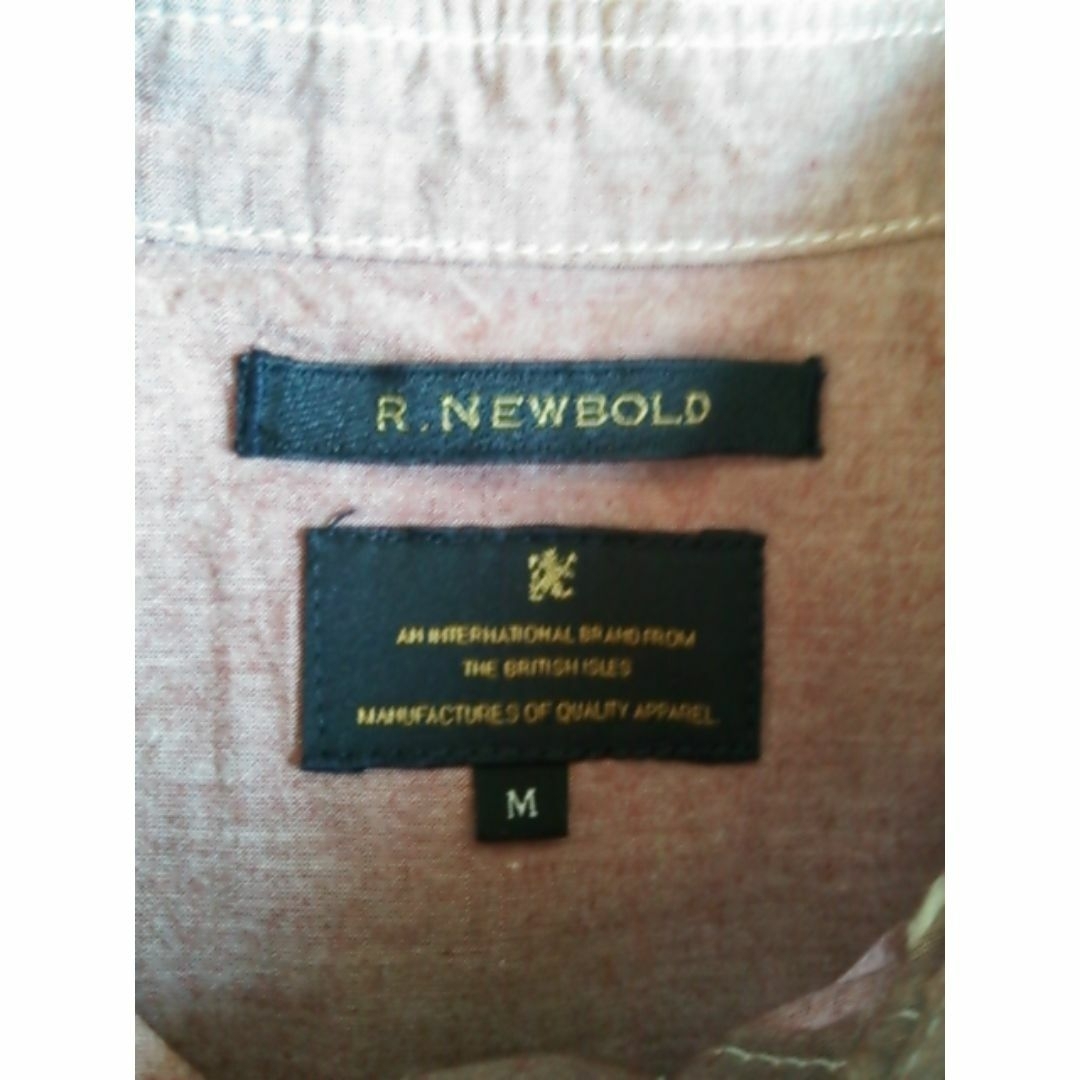 R. NEWBOLD
AN INTERNATIONAL BRAND FROM
THE BRITISH ISLES
MANUFACTURES OF QUALITY APPAREL
M